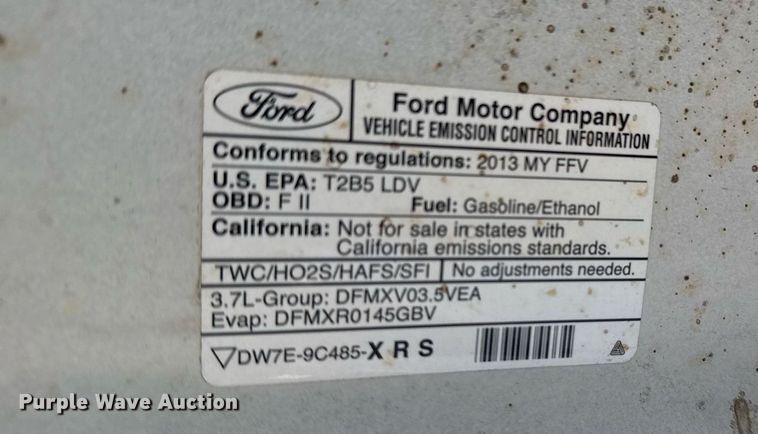 Ford
Ford Motor Company
VEHICLE EMISSION CONTROL INFORMATION
Conforms to regulations: 2013 MY FFV
U.S. EPA: T2B5 LDV
OBD: F II Fuel: Gasoline/Ethanol
California: Not for sale in states with
California emissions standards.
TWC/HO2S/HAFS/SFI No adjustments needed.
3.7L-Group: DFMXV03.5VEA
Evap: DFMXR0145GBV
DW7E-9C485-X R S
Purple Wave Auction